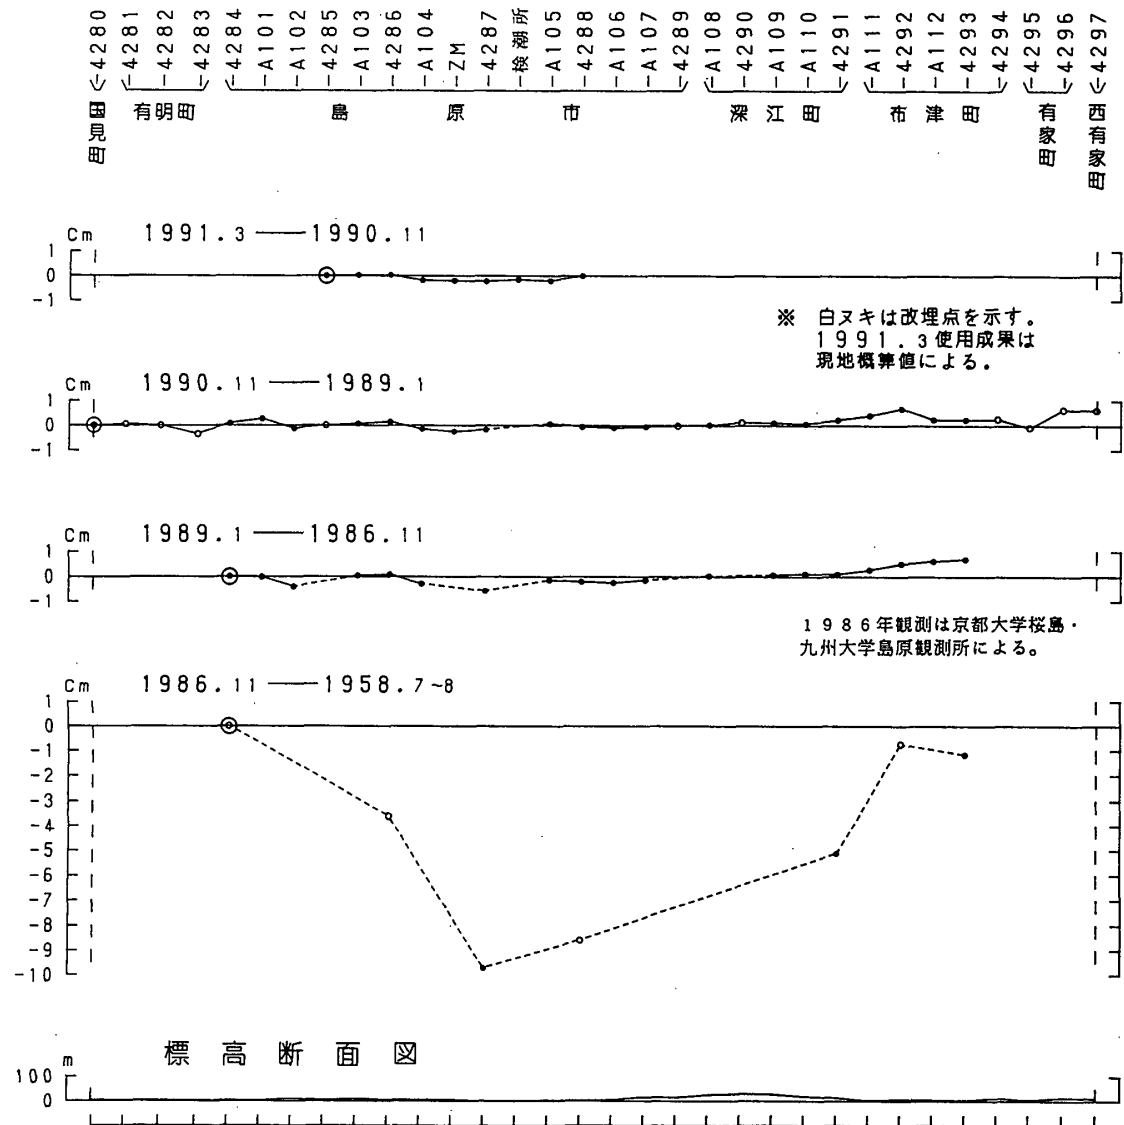 4280
4281
4282
4283
4284
A101
A102
4285
A103
4286
A104
ZM
4287
検潮所
A105
4288
A106
A107
4289
A108
4290
A109
A110
4291
A111
4292
A112
4293
4294
4295
4296
4297
国見町
有明町
島原市
深江町
布津町
有家町
西有家町
Cm
1991.3 ── 1990.11
1
0
-1
※ 白ヌキは改埋点を示す。
1991.3使用成果は
現地概算値による.
Cm
1990.11 ── 1989.1
1
0
-1
Cm
1989.1 ── 1986.11
1
0
-1
1986年観測は京都大学桜島・
九州大学島原観測所による。
Cm
1986.11 ── 1958.7~8
1
0
-1
-2
-3
-4
-5
-6
-7
-8
-9
-10
標高断面図
m
100
0